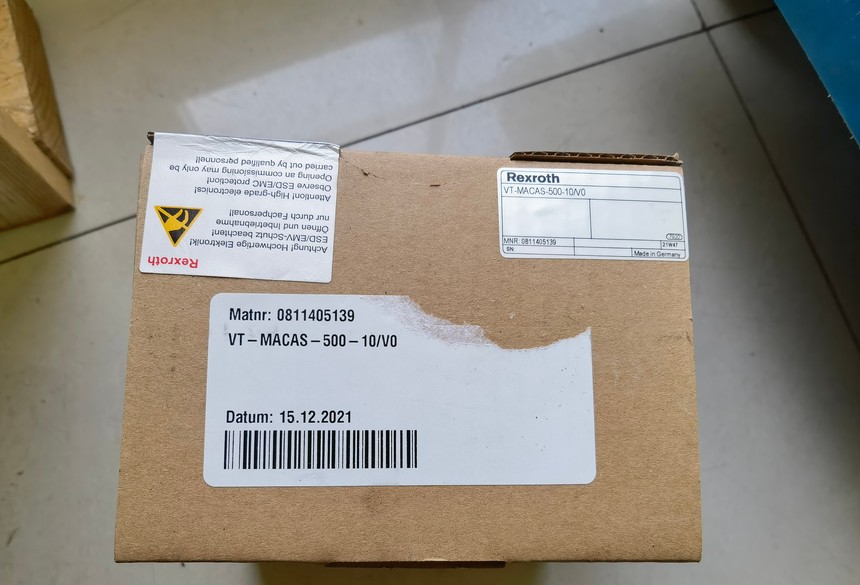 Rexroth
Achtung! Hochwertige Elektronik!
ESD/EMV-Schutz beachten!
Öffnen und Inbetriebnahme
nur durch Fachpersonal!
Attention! High-grade electronics!
Observe ESD/EMC protection!
Opening an commissioning may only be
carried out by qualified personnel!
Rexroth
VT-MACAS-500-10/V0
MNR: 0811405139
21W47
SN:
Made in Germany
Matnr: 0811405139
VT-MACAS-500-10/V0
Datum: 15.12.2021